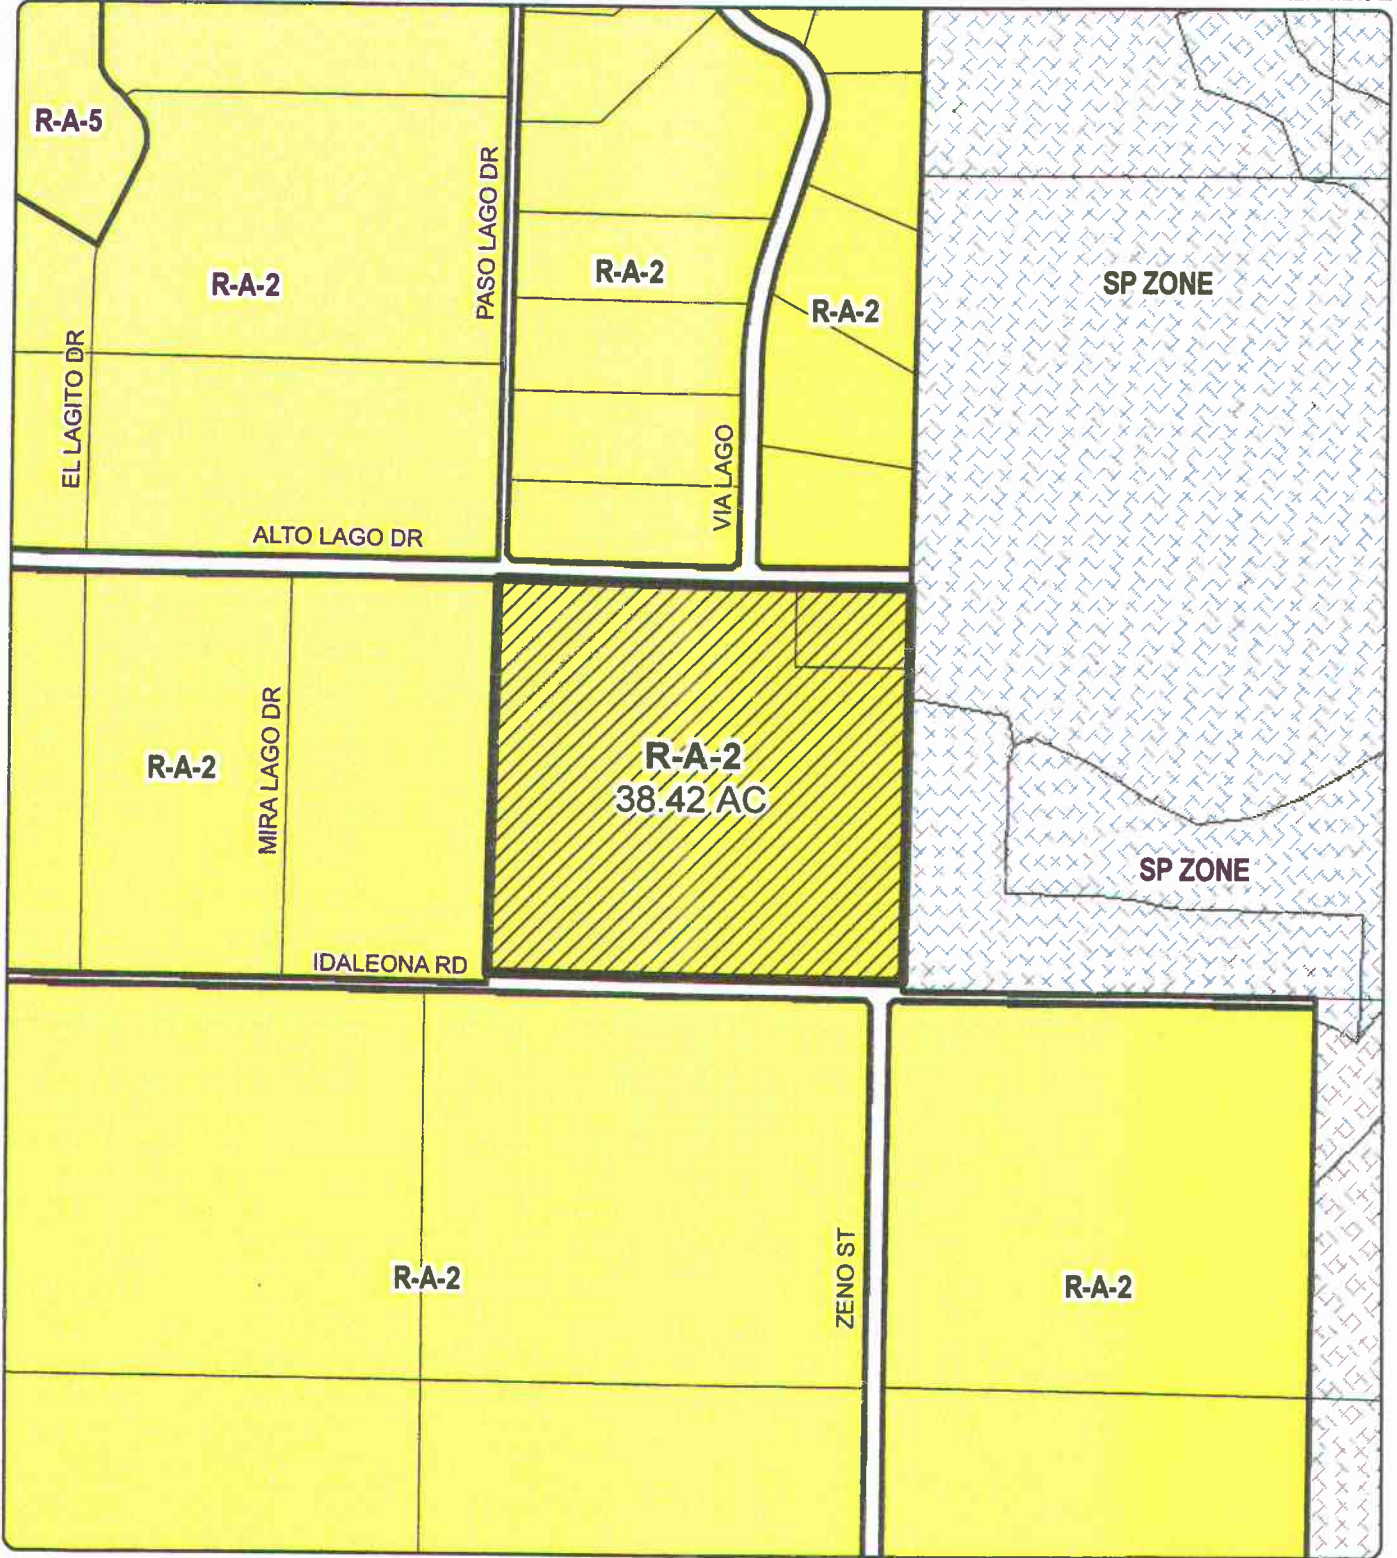 R-A-5
PASO LAGO DR
R-A-2
R-A-2
SP ZONE
R-A-2
EL LAGITO DR
VIA LAGO
ALTO LAGO DR
R-A-2
38.42 AC
R-A-2
MIRA LAGO DR
SP ZONE
IDALEONA RD
R-A-2
ZENO ST
R-A-2